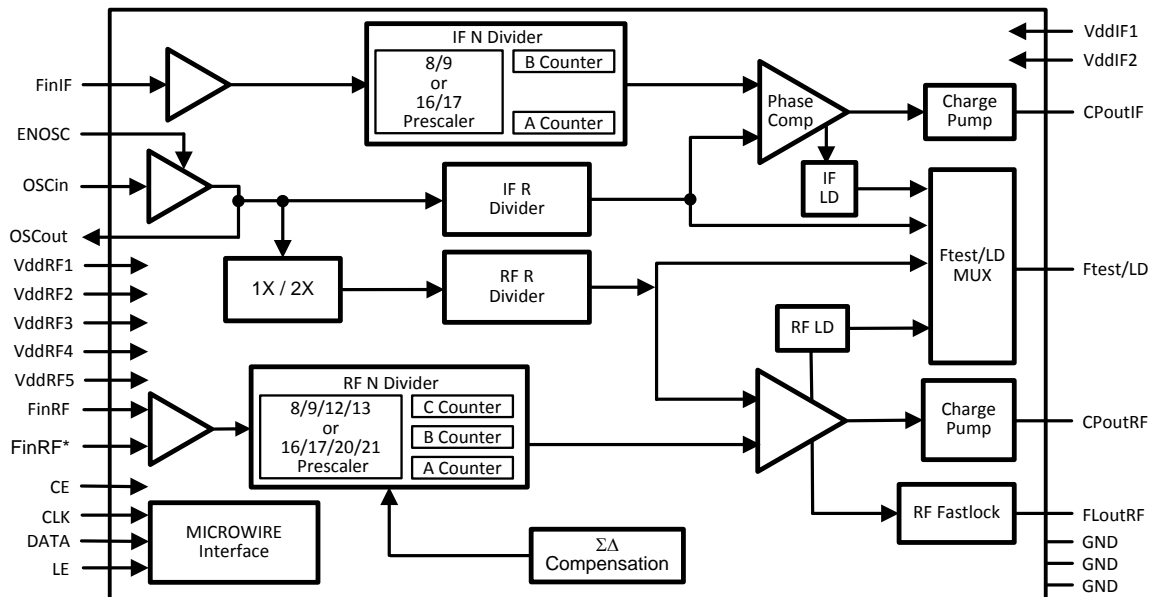 FinIF
ENOSC
OSCin
OSCout
VddRF1
VddRF2
VddRF3
VddRF4
VddRF5
FinRF
FinRF*
CE
CLK
DATA
LE
IF N Divider
8/9
or
16/17
Prescaler
B Counter
A Counter
Phase
Comp
Charge
Pump
IF
LD
IF R
Divider
1X / 2X
RF R
Divider
Ftest/LD
MUX
RF LD
RF N Divider
8/9/12/13
or
16/17/20/21
Prescaler
C Counter
B Counter
A Counter
Charge
Pump
RF Fastlock
MICROWIRE
Interface
ΣΔ
Compensation
VddIF1
VddIF2
CPoutIF
Ftest/LD
CPoutRF
FLoutRF
GND
GND
GND